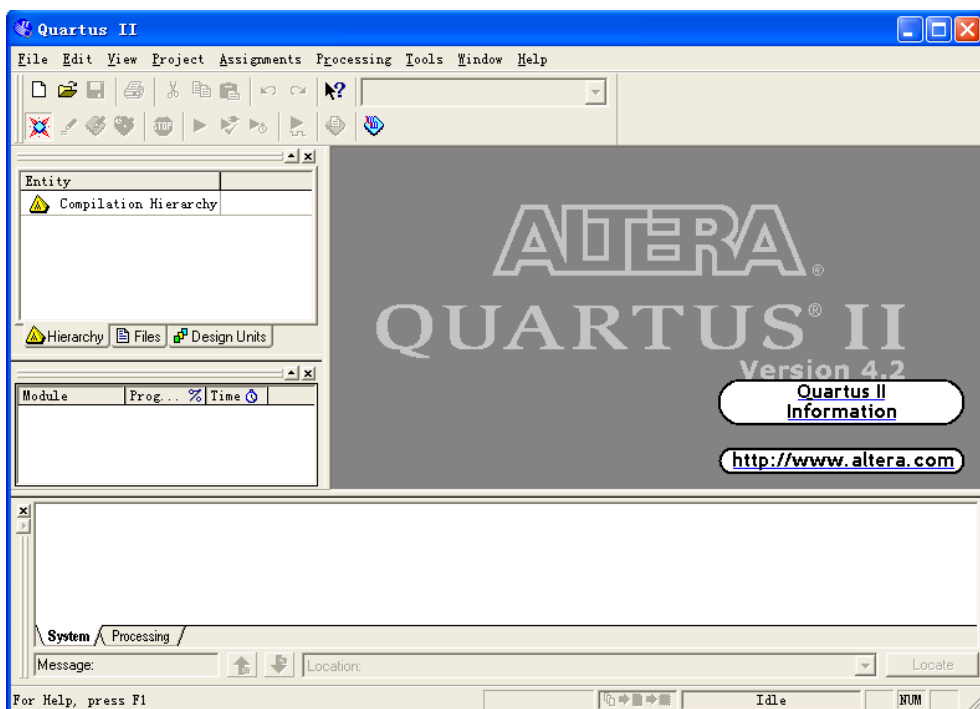 Quartus II
File Edit View Project Assignments Processing Tools Window Help
STOP
Entity
Compilation Hierarchy
Hierarchy Files Design Units
Module Prog... % Time
ALTERA®
QUARTUS® II
Version 4.2
Quartus II
Information
http://www.altera.com
System Processing
Message: Location: Locate
For Help, press F1 Idle NUM